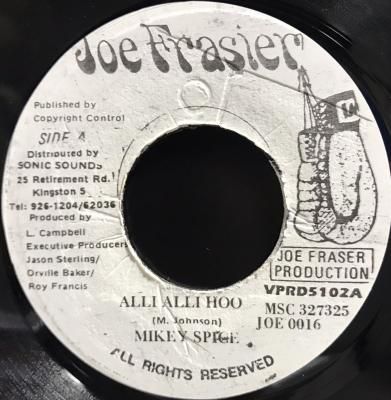 Joe Frasier
Published by
Copyright Control
SIDE A
Distributed by
SONIC SOUNDS
25 Retirement Rd.
Kingston 5
Tel: 926-1204/62036
Produced by
L. Campbell
Executive Producers
Jason Sterling/
Orville Baker/
Roy Francis
JOE FRASER
PRODUCTION
VPRD5102A
MSC 327325
JOE 0016
ALLI ALLI HOO
(M. Johnson)
MIKEY SPICE
ALL RIGHTS RESERVED